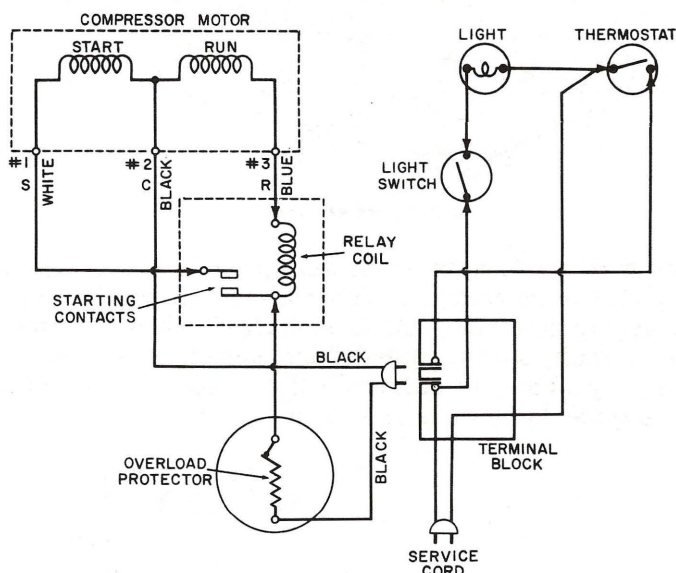 COMPRESSOR MOTOR
START
RUN
LIGHT
THERMOSTAT
#1
S
WHITE
#2
C
BLACK
#3
R
BLUE
LIGHT
SWITCH
RELAY
COIL
STARTING
CONTACTS
BLACK
BLACK
OVERLOAD
PROTECTOR
TERMINAL
BLOCK
SERVICE
CORD